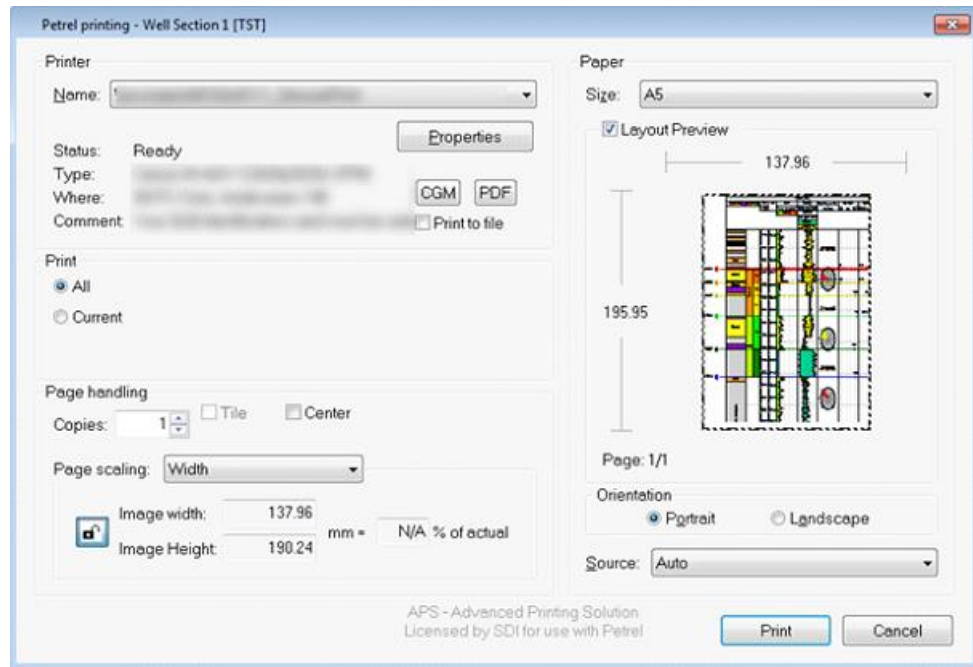 Petrel printing - Well Section 1 [TST]
Printer
Name:
Properties
Status: Ready
Type:
Where:
CGM PDF
Comment
Print to file
Print
All
Current
Page handling
Copies: 1 Tile Center
Page scaling: Width
Image width: 137.96
mm = N/A % of actual
Image Height: 190.24
Paper
Size: A5
Layout Preview
137.96
195.95
Page: 1/1
Orientation
Portrait Landscape
Source: Auto
APS - Advanced Printing Solution
Licensed by SDI for use with Petrel
Print Cancel